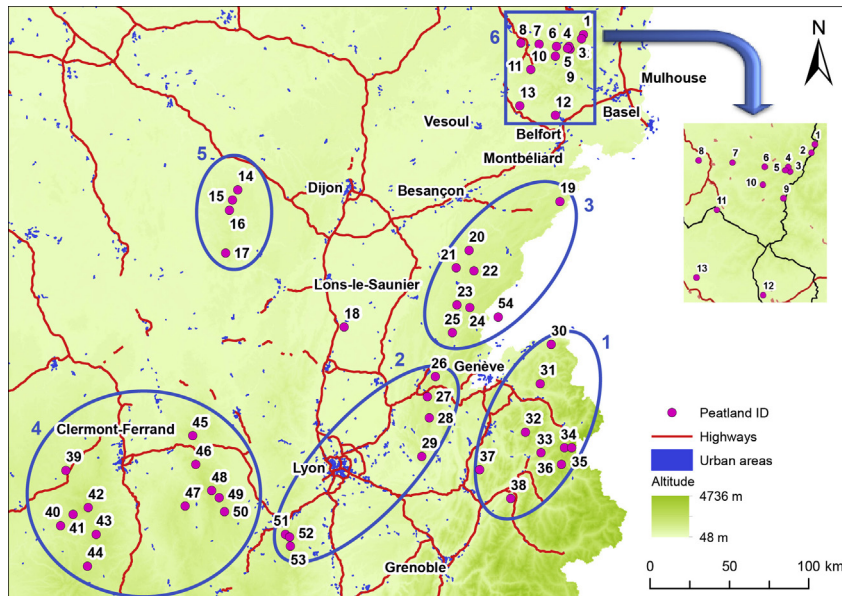 1
6 8 7 6 4
3
10 5
11 9
Mulhouse
13 12
Basel
Vesoul
Belfort
Montbéliard
N
1
2
8 7 6 4
5 3
10 9
11
13 12
5 14
15
16
17
Dijon
Besançon
19
3
20
21 22
Lons-le-Saunier
23
24
54
25
18
30
1
2
26
Genève
31
27
28
29
32
33 34
36 35
37
38
4
Clermont-Ferrand
45
39
46
Lyon
48
47 49
50
42
40
41 43
44
51 52
53
Grenoble
Peatland ID
Highways
Urban areas
Altitude
4736 m
48 m
0 50 100 km